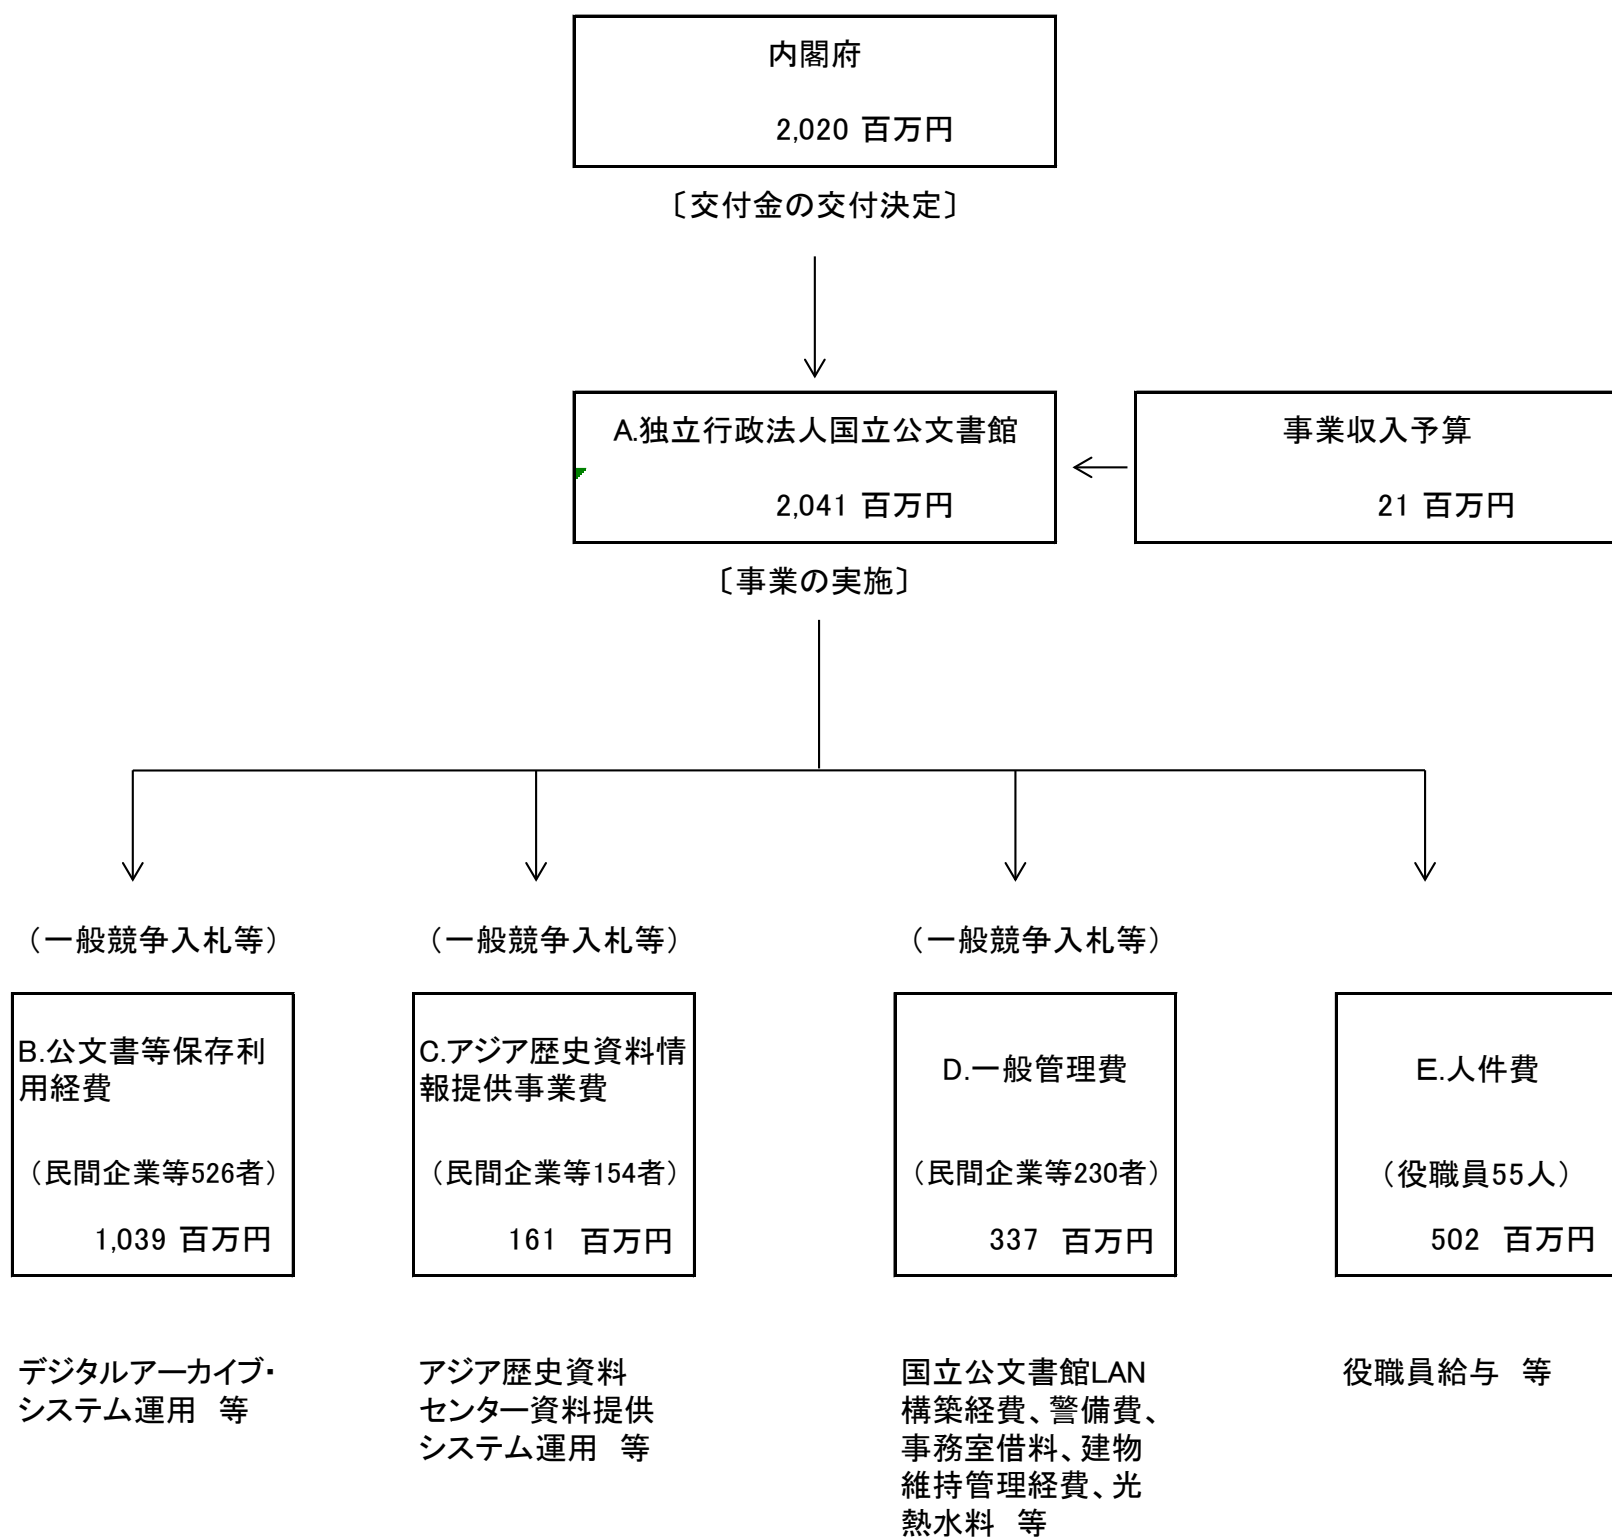 内閣府
2,020 百万円
〔交付金の交付決定〕
A.独立行政法人国立公文書館
2,041 百万円
事業収入予算
21 百万円
〔事業の実施〕
（一般競争入札等）
（一般競争入札等）
（一般競争入札等）
B.公文書等保存利
用経費
（民間企業等526者）
1,039 百万円
C.アジア歴史資料情
報提供事業費
（民間企業等154者）
161 百万円
D.一般管理費
（民間企業等230者）
337 百万円
E.人件費
（役職員55人）
502 百万円
デジタルアーカイブ・
システム運用 等
アジア歴史資料
センター資料提供
システム運用 等
国立公文書館LAN
構築経費、警備費、
事務室借料、建物
維持管理経費、光
熱水料 等
役職員給与 等